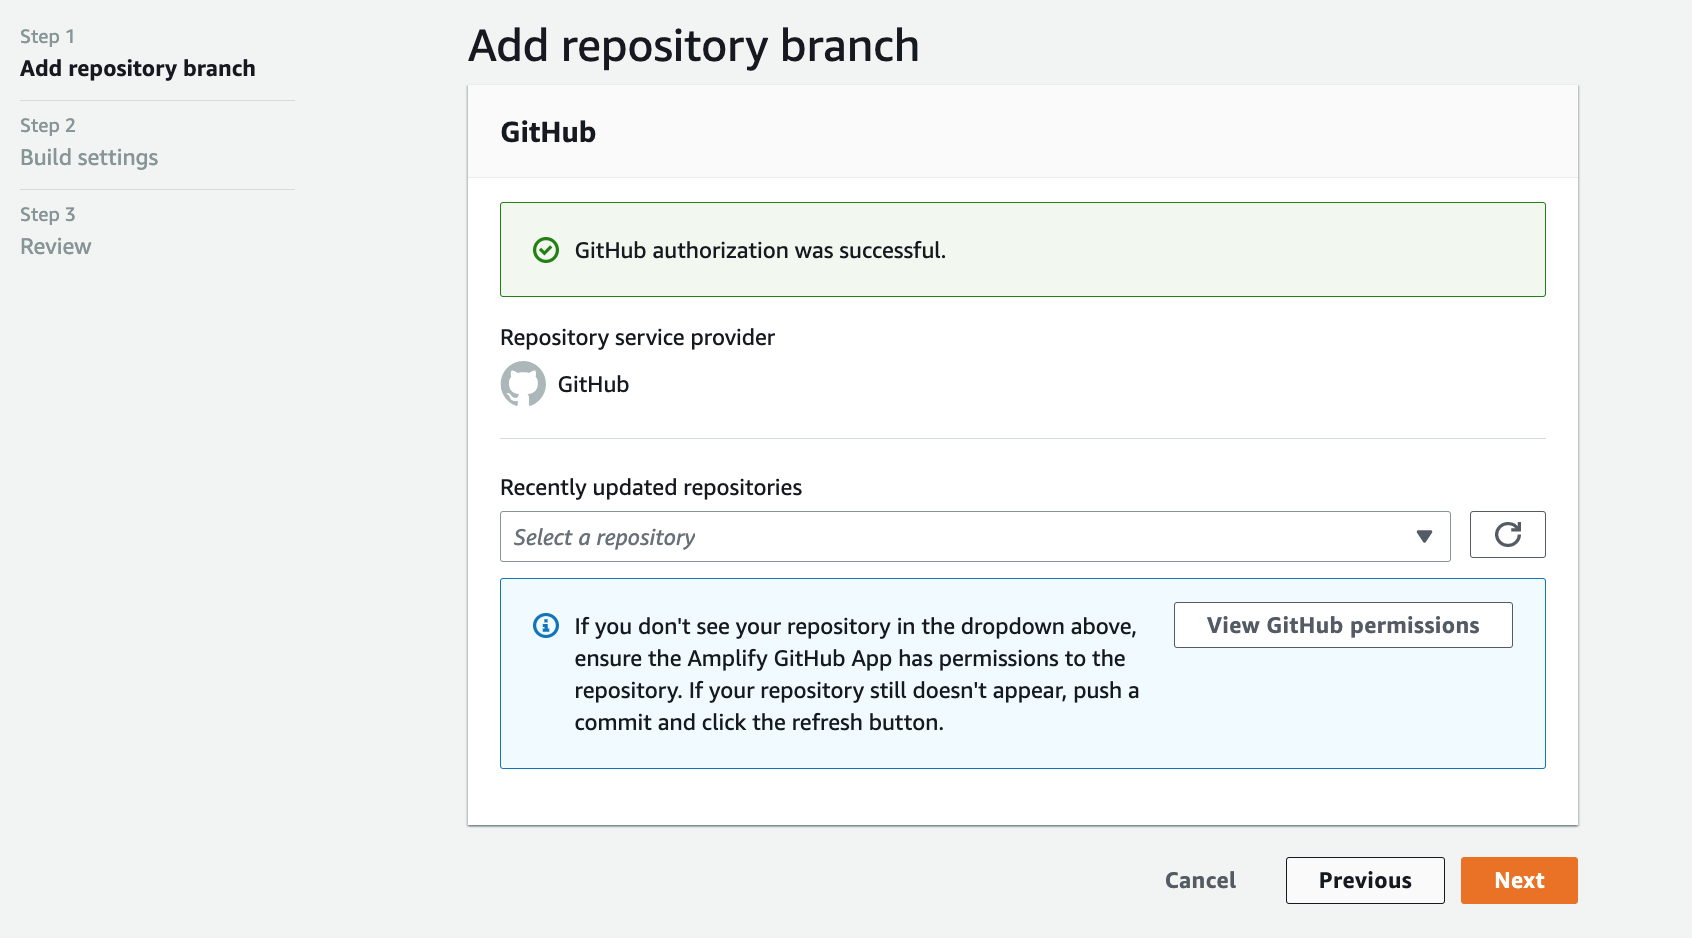 Step 1
Add repository branch
Step 2
Build settings
Step 3
Review
Add repository branch
GitHub
GitHub authorization was successful.
Repository service provider
GitHub
Recently updated repositories
Select a repository
If you don't see your repository in the dropdown above,
ensure the Amplify GitHub App has permissions to the
repository. If your repository still doesn't appear, push a
commit and click the refresh button.
View GitHub permissions
Cancel
Previous
Next